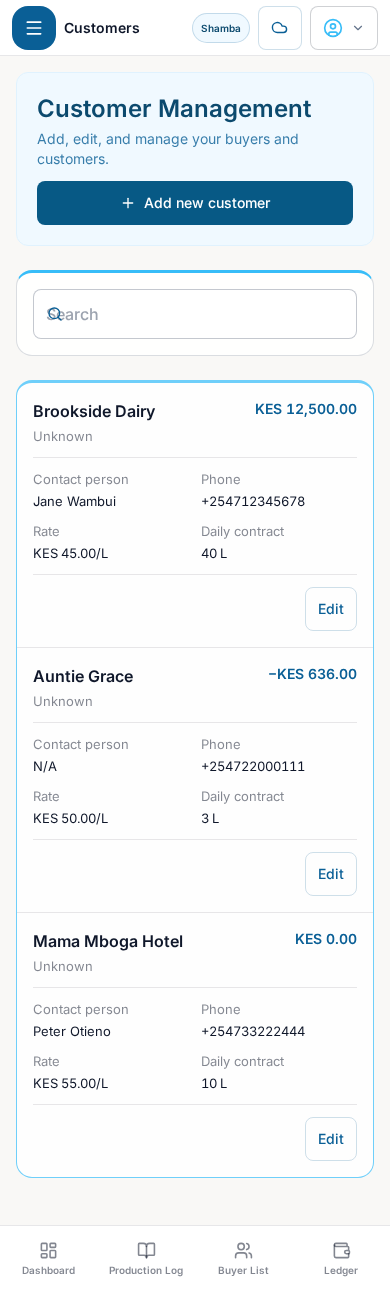 Customers
Shamba
Customer Management
Add, edit, and manage your buyers and
customers.
Add new customer
Search
Brookside Dairy
KES 12,500.00
Unknown
Contact person
Phone
Jane Wambui
+254712345678
Rate
Daily contract
KES 45.00/L
40 L
Edit
Auntie Grace
−KES 636.00
Unknown
Contact person
Phone
N/A
+254722000111
Rate
Daily contract
KES 50.00/L
3 L
Edit
Mama Mboga Hotel
KES 0.00
Unknown
Contact person
Phone
Peter Otieno
+254733222444
Rate
Daily contract
KES 55.00/L
10 L
Edit
Dashboard
Production Log
Buyer List
Ledger